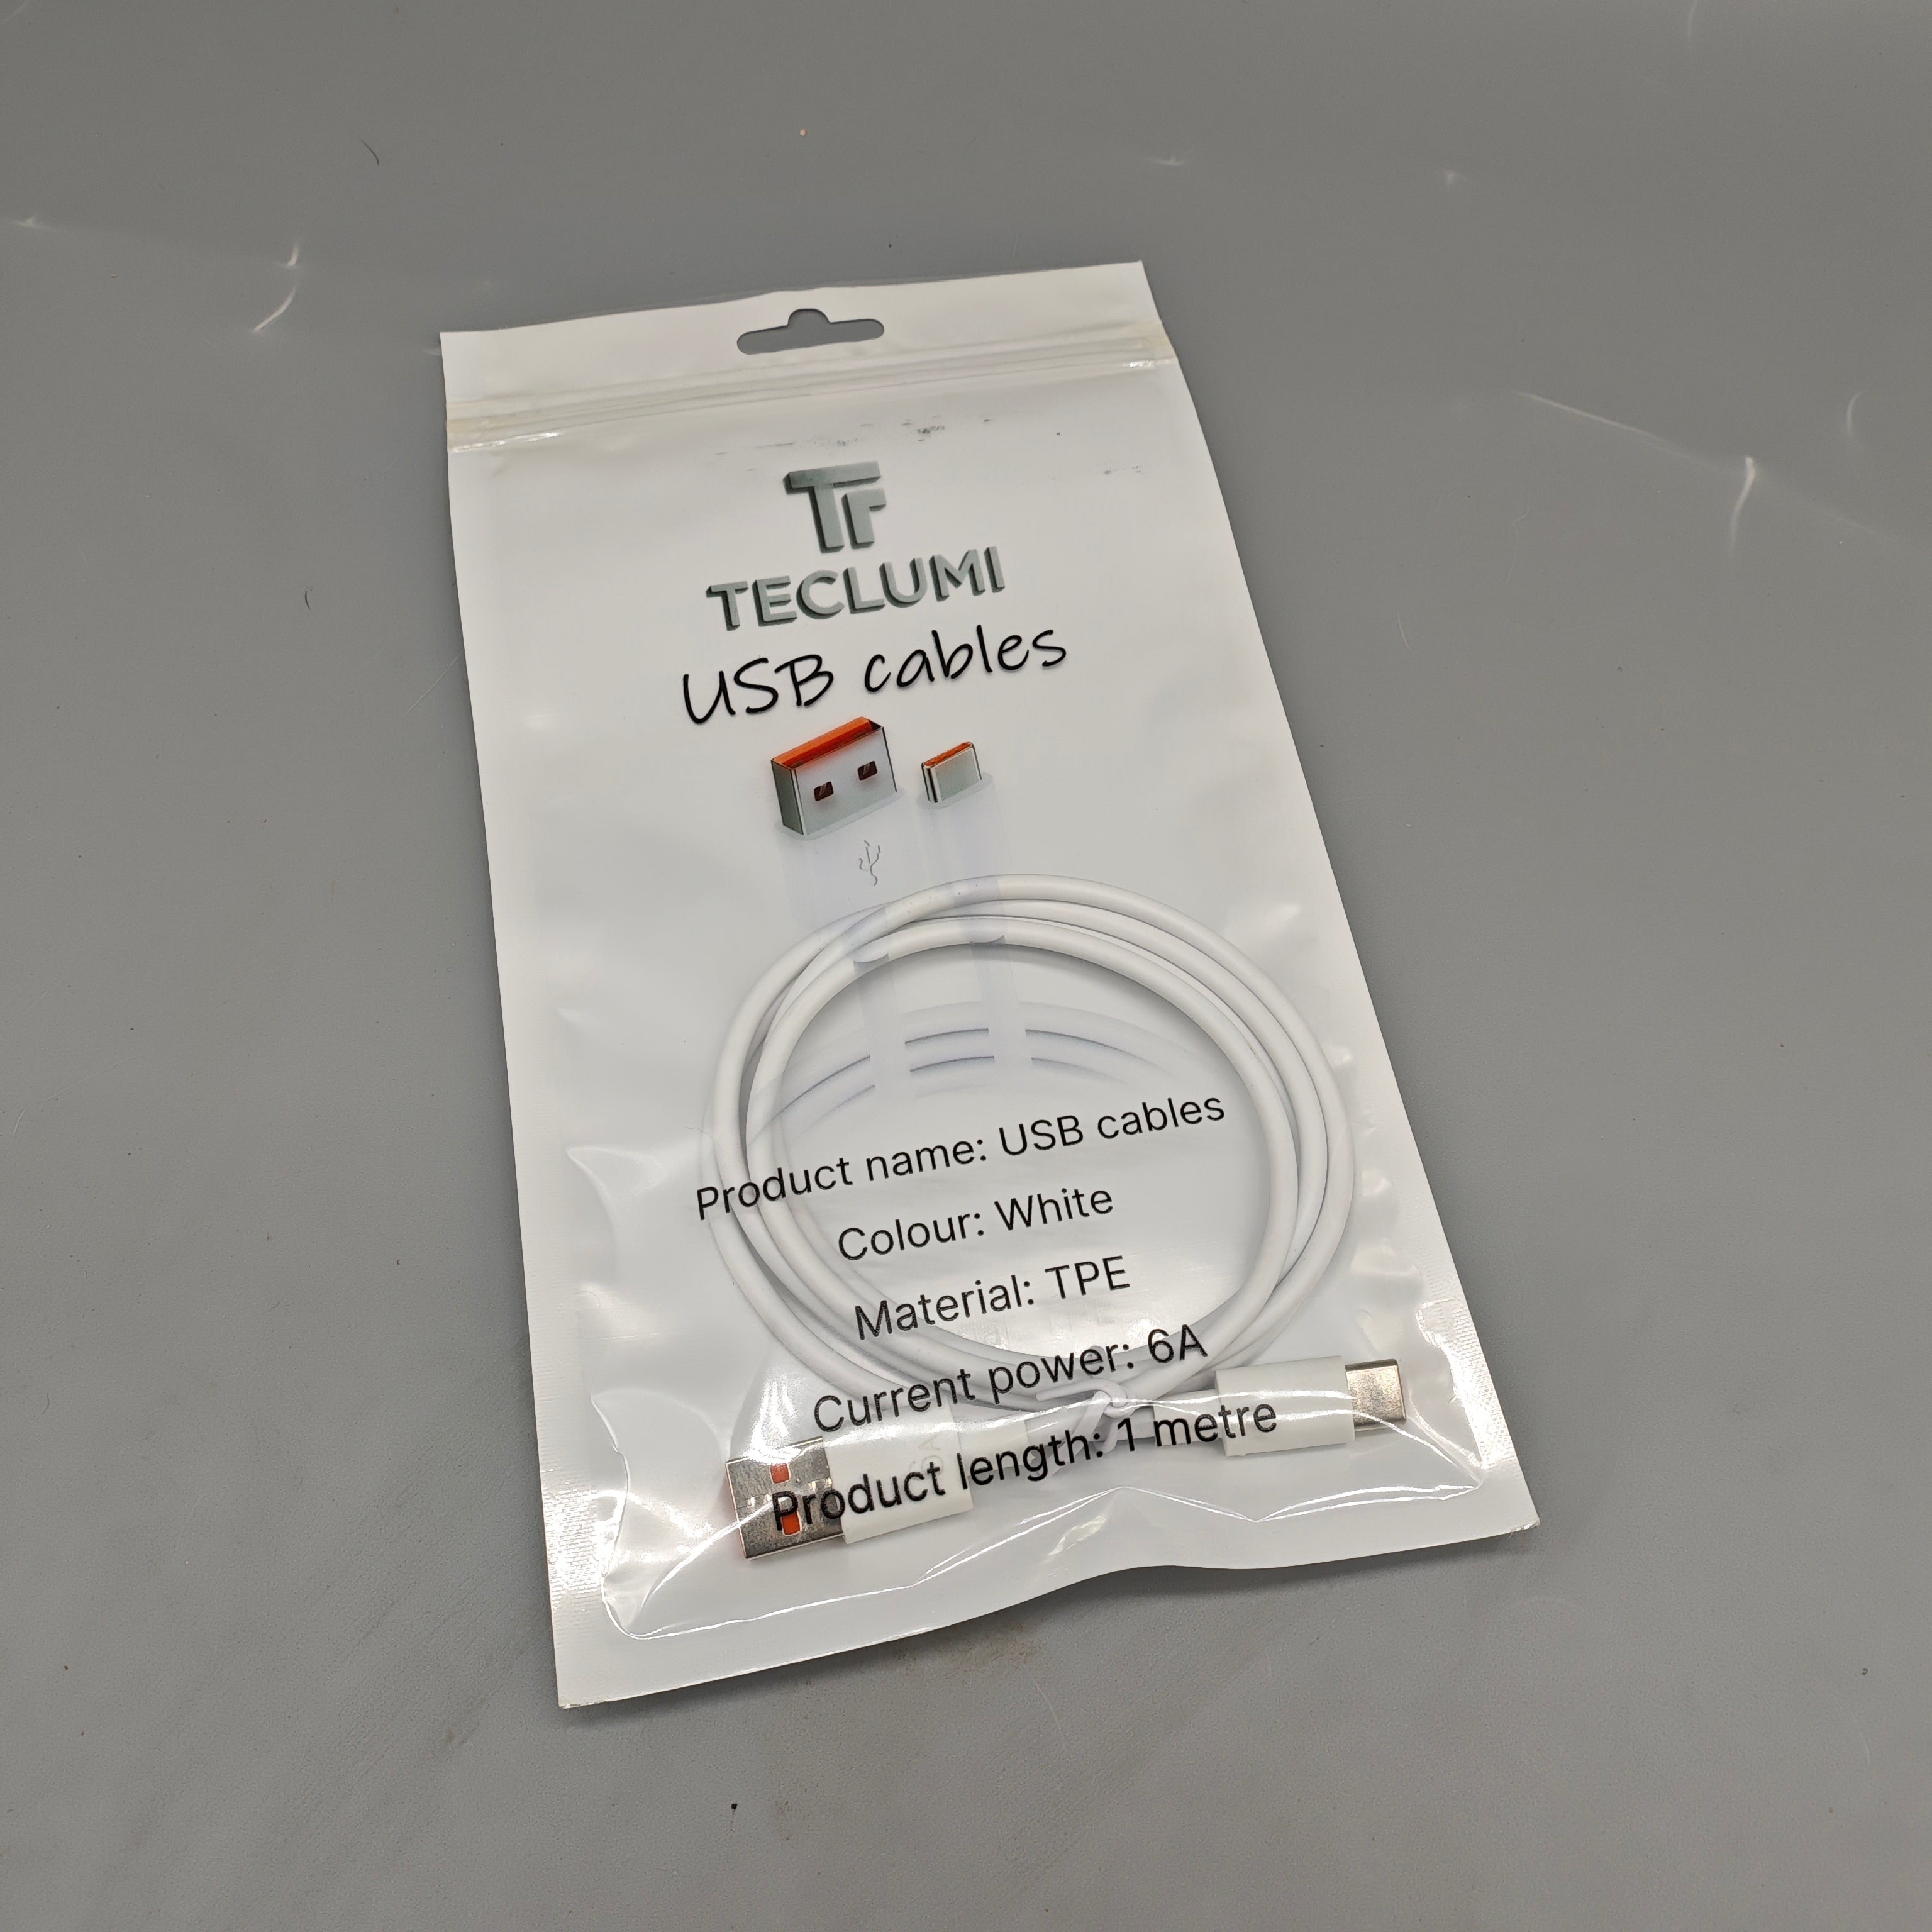 TF
TECLUMI
USB cables
Product name: USB cables
Colour: White
Material: TPE
Current power: 6A
Product length: 1 metre
6A